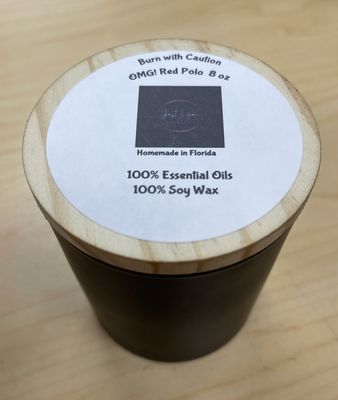 Burn with Caution
OMG! Red Polo 8 oz
Homemade in Florida
100% Essential Oils
100% Soy Wax